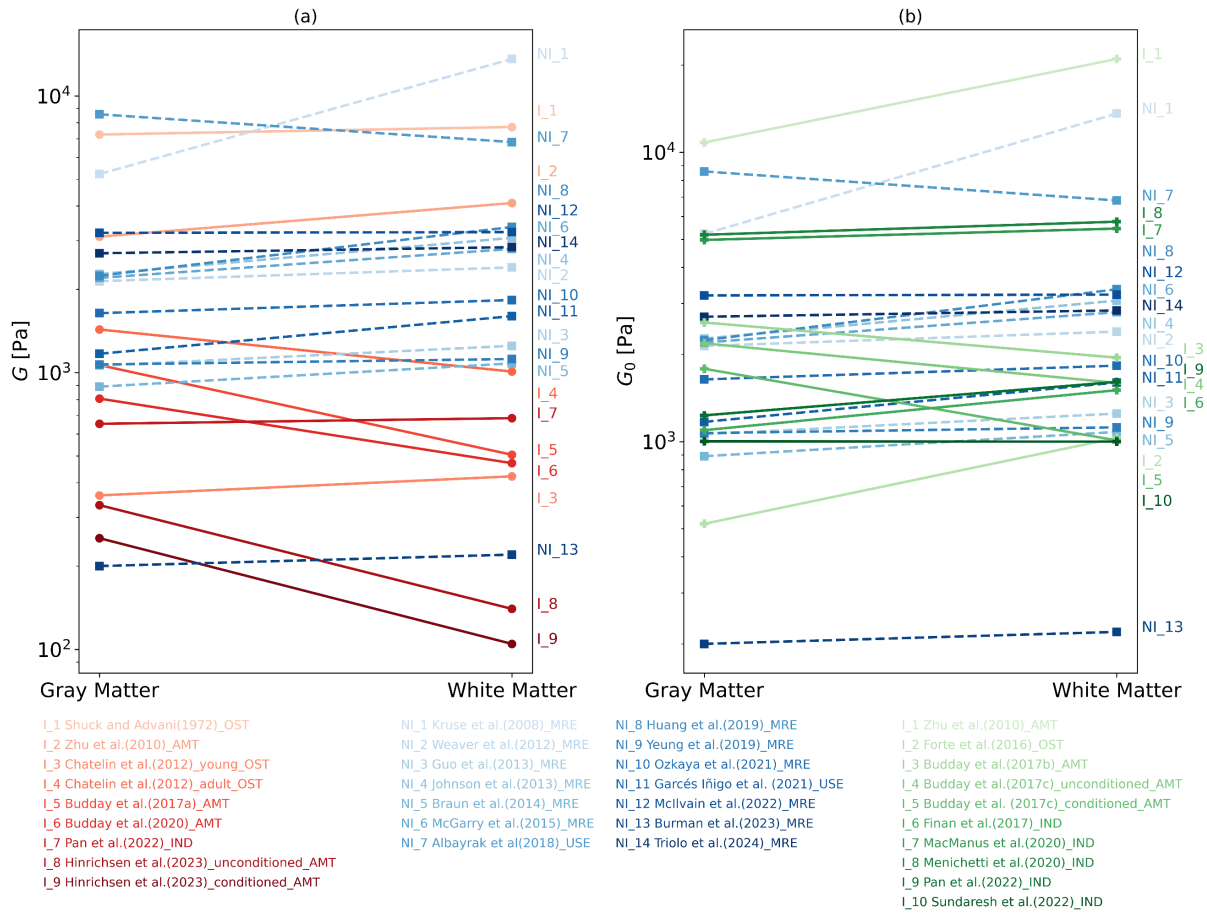 (a)
(b)
G [Pa]
10⁴
10³
10²
NI_1
I_1
NI_7
I_2
NI_8
NI_12
NI_6
NI_14
NI_4
NI_2
NI_10
NI_11
NI_3
NI_9
NI_5
I_4
I_7
I_5
I_6
I_3
NI_13
I_8
I_9
Gray Matter
White Matter
G₀ [Pa]
10⁴
10³
I_1
NI_1
NI_7
I_8
I_7
NI_8
NI_12
NI_6
NI_14
NI_4
NI_2
I_3
NI_10
I_9
NI_11
I_4
NI_3
I_6
NI_9
NI_5
I_2
I_5
I_10
NI_13
Gray Matter
White Matter
I_1 Shuck and Advani(1972)_OST
I_2 Zhu et al.(2010)_AMT
I_3 Chatelin et al.(2012)_young_OST
I_4 Chatelin et al.(2012)_adult_OST
I_5 Budday et al.(2017a)_AMT
I_6 Budday et al.(2020)_AMT
I_7 Pan et al.(2022)_IND
I_8 Hinrichsen et al.(2023)_unconditioned_AMT
I_9 Hinrichsen et al.(2023)_conditioned_AMT
NI_1 Kruse et al.(2008)_MRE
NI_2 Weaver et al.(2012)_MRE
NI_3 Guo et al.(2013)_MRE
NI_4 Johnson et al.(2013)_MRE
NI_5 Braun et al.(2014)_MRE
NI_6 McGarry et al.(2015)_MRE
NI_7 Albayrak et al(2018)_USE
NI_8 Huang et al.(2019)_MRE
NI_9 Yeung et al.(2019)_MRE
NI_10 Ozkaya et al.(2021)_MRE
NI_11 Garcés Iñigo et al. (2021)_USE
NI_12 McIlvain et al.(2022)_MRE
NI_13 Burman et al.(2023)_MRE
NI_14 Triolo et al.(2024)_MRE
I_1 Zhu et al.(2010)_AMT
I_2 Forte et al.(2016)_OST
I_3 Budday et al.(2017b)_AMT
I_4 Budday et al.(2017c)_unconditioned_AMT
I_5 Budday et al. (2017c)_conditioned_AMT
I_6 Finan et al.(2017)_IND
I_7 MacManus et al.(2020)_IND
I_8 Menichetti et al.(2020)_IND
I_9 Pan et al.(2022)_IND
I_10 Sundaresh et al.(2022)_IND